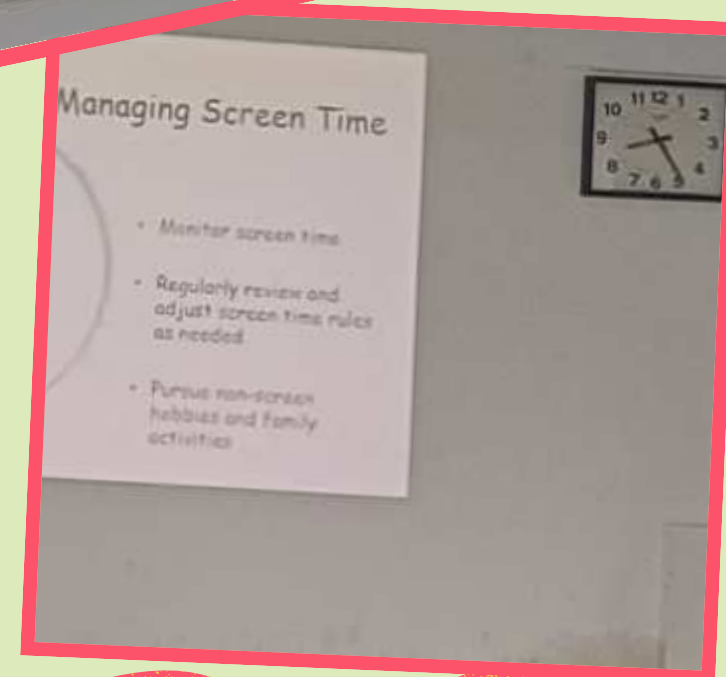 Managing Screen Time
• Monitor screen time
• Regularly review and
adjust screen time rules
as needed
• Pursue non-screen
hobbies and family
activities
11 12 1
10 2
9 3
8 4
7 6 5